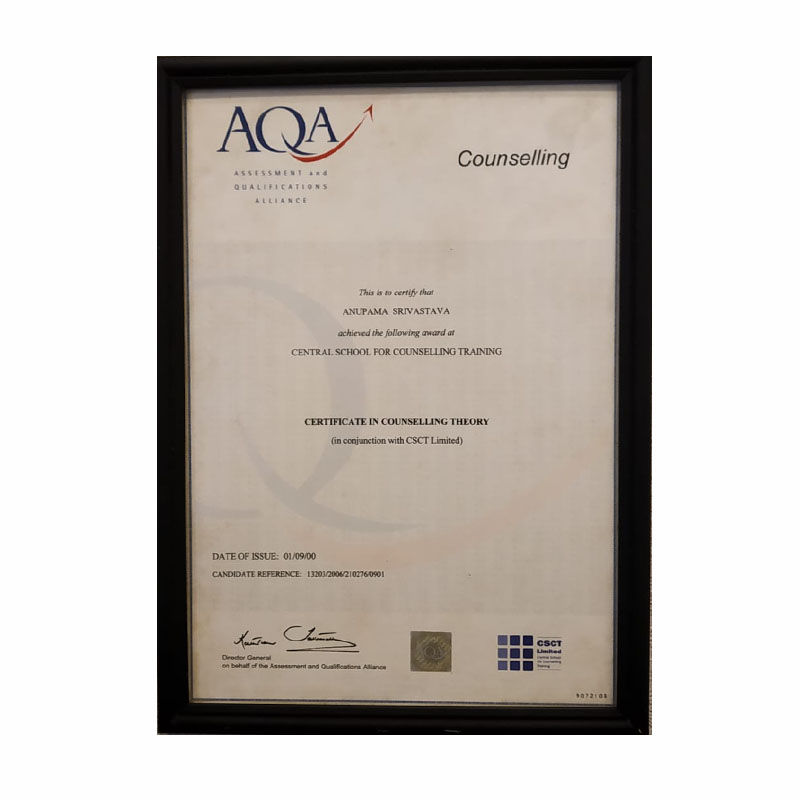 AQA
ASSESSMENT and
QUALIFICATIONS
ALLIANCE
Counselling
This is to certify that
ANUPAMA SRIVASTAVA
achieved the following award at
CENTRAL SCHOOL FOR COUNSELLING TRAINING
CERTIFICATE IN COUNSELLING THEORY
(in conjunction with CSCT Limited)
DATE OF ISSUE: 01/09/00
CANDIDATE REFERENCE: 13203/2006/210276/0901
Director General
on behalf of the Assessment and Qualifications Alliance
AQA
CSCT
Limited
Central School
for Counselling
Training